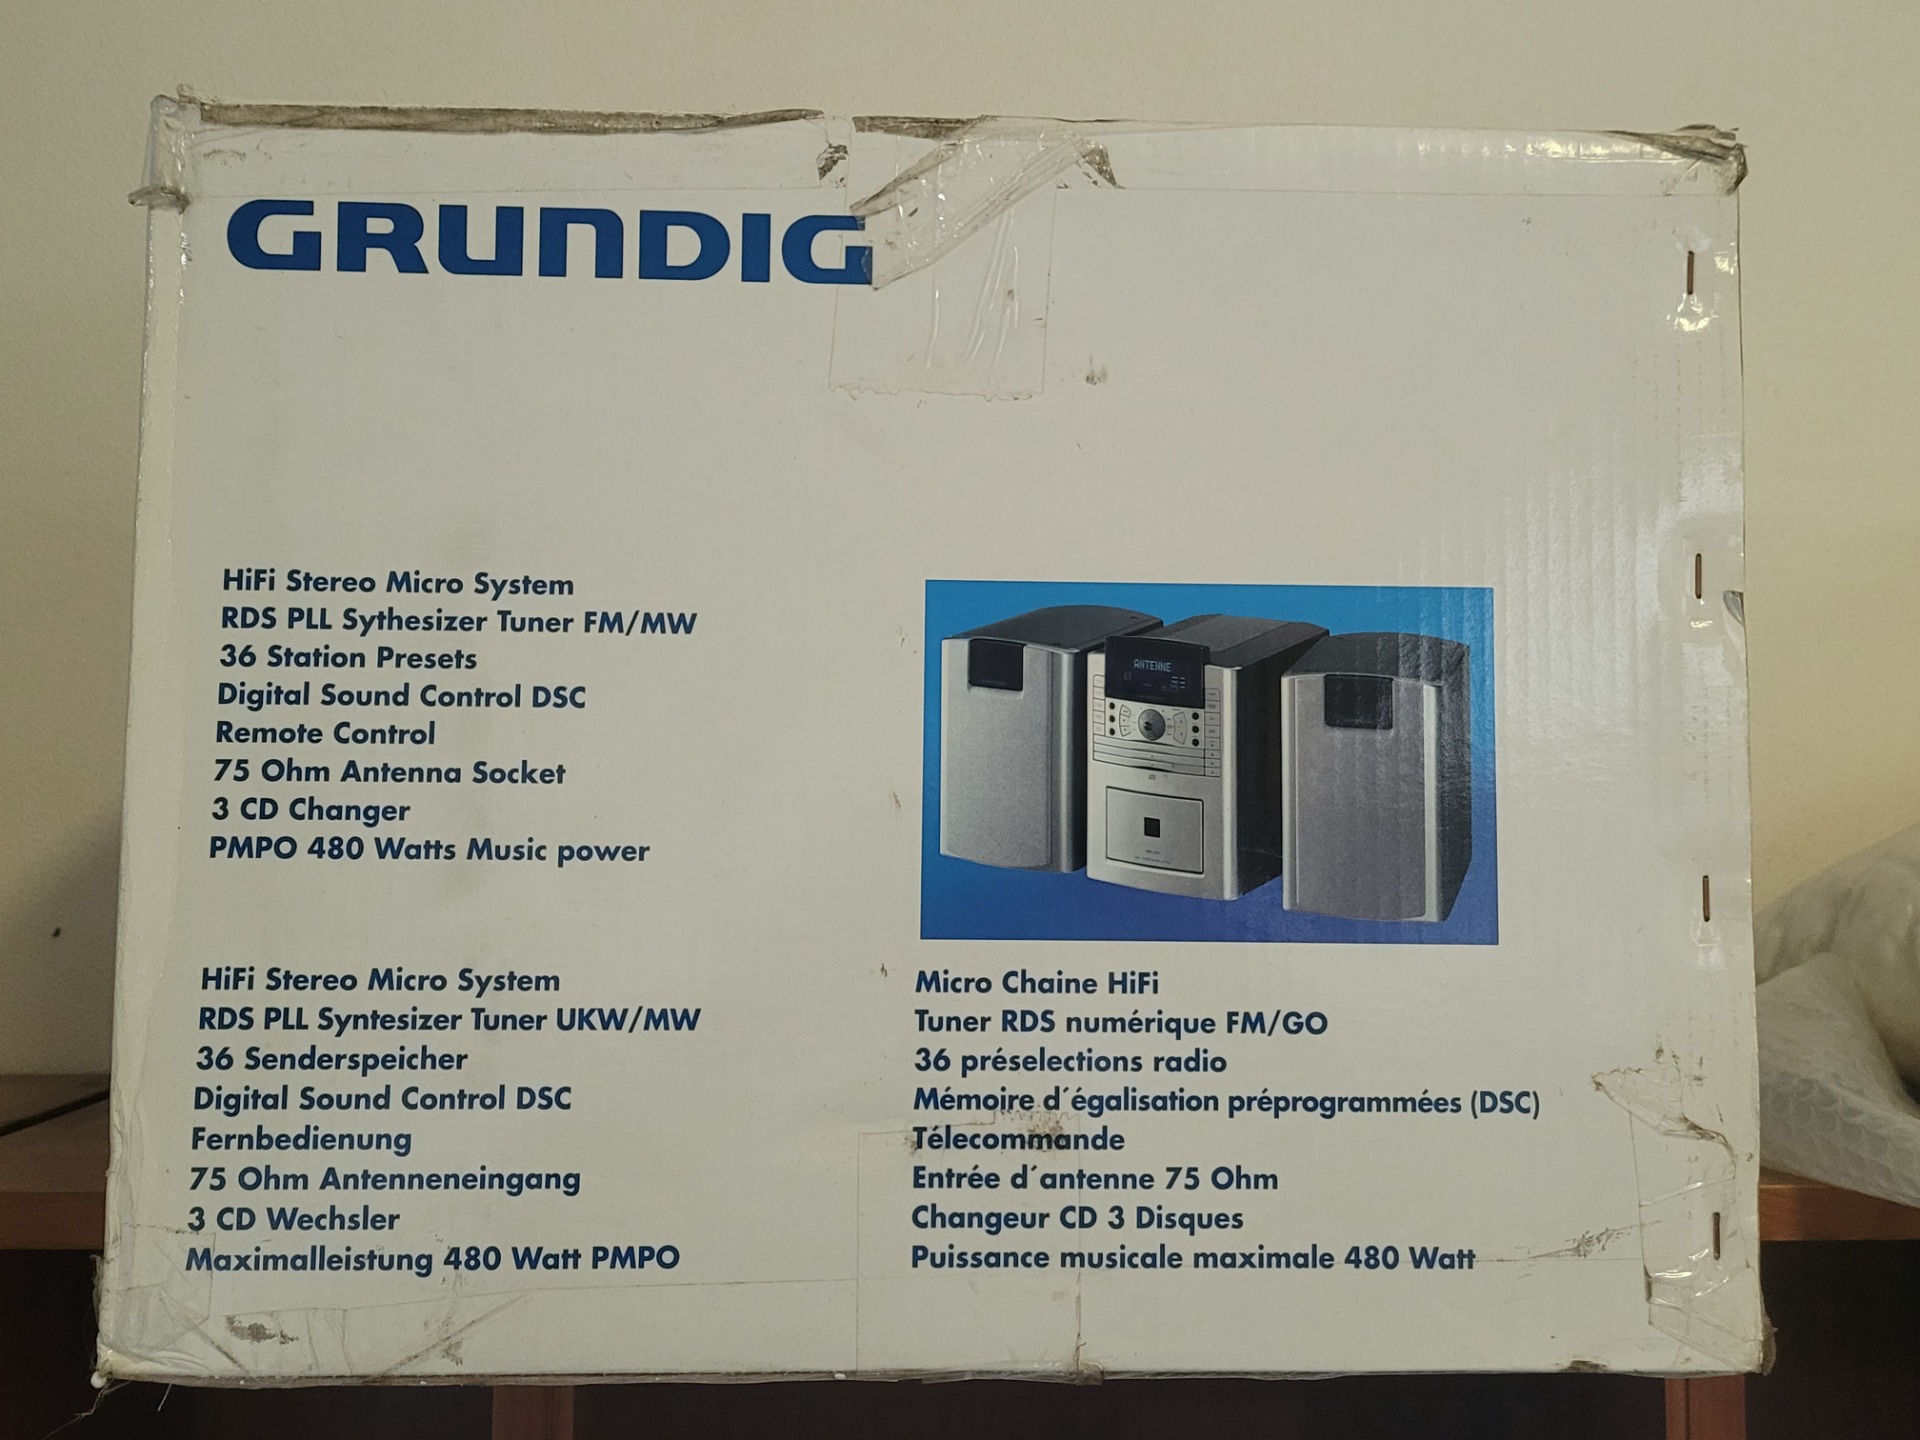 GRUNDIG
HiFi Stereo Micro System
RDS PLL Sythesizer Tuner FM/MW
36 Station Presets
Digital Sound Control DSC
Remote Control
75 Ohm Antenna Socket
3 CD Changer
PMPO 480 Watts Music power
ANTENNE
HiFi Stereo Micro System
RDS PLL Syntesizer Tuner UKW/MW
36 Senderspeicher
Digital Sound Control DSC
Fernbedienung
75 Ohm Antenneneingang
3 CD Wechsler
Maximalleistung 480 Watt PMPO
Micro Chaine HiFi
Tuner RDS numérique FM/GO
36 préselections radio
Mémoire d´égalisation préprogrammées (DSC)
Télecommande
Entrée d´antenne 75 Ohm
Changeur CD 3 Disques
Puissance musicale maximale 480 Watt